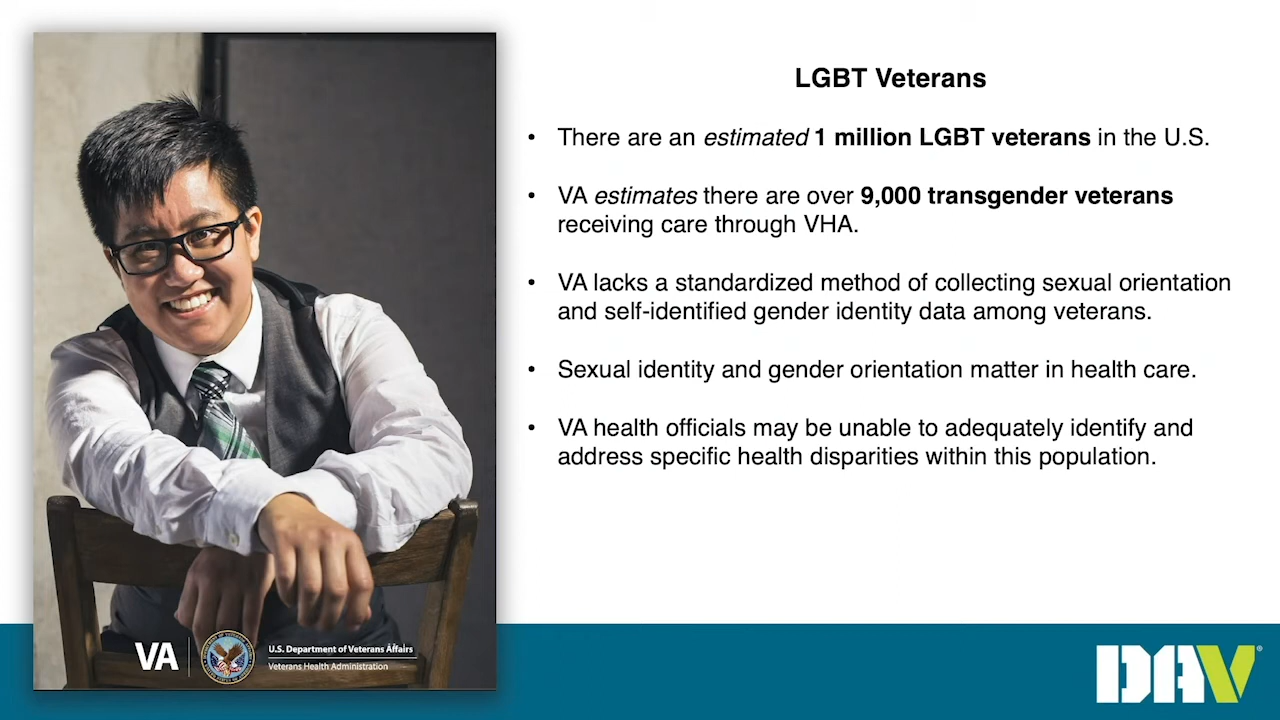 LGBT Veterans
• There are an estimated 1 million LGBT veterans in the U.S.
• VA estimates there are over 9,000 transgender veterans
receiving care through VHA.
• VA lacks a standardized method of collecting sexual orientation
and self-identified gender identity data among veterans.
• Sexual identity and gender orientation matter in health care.
• VA health officials may be unable to adequately identify and
address specific health disparities within this population.
VA
U.S. Department of Veterans Affairs
Veterans Health Administration
DAV®